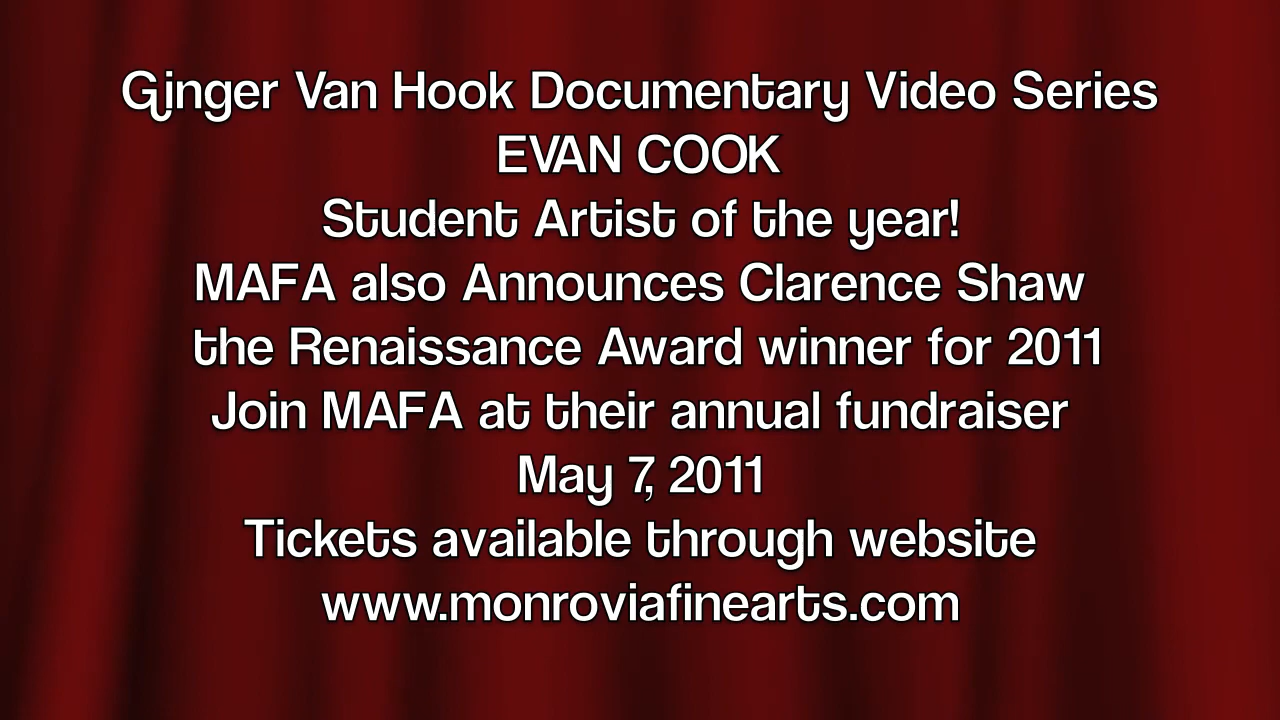 Ginger Van Hook Documentary Video Series
EVAN COOK
Student Artist of the year!
MAFA also Announces Clarence Shaw
the Renaissance Award winner for 2011
Join MAFA at their annual fundraiser
May 7, 2011
Tickets available through website
www.monroviafinearts.com